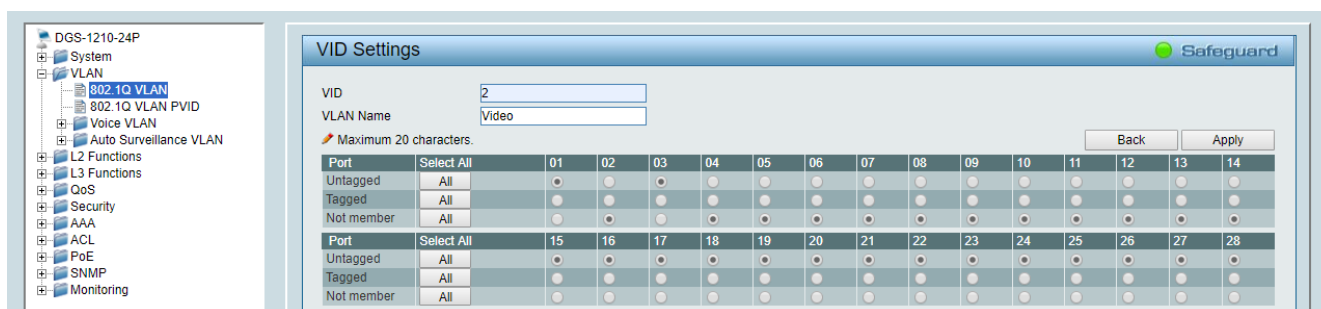 DGS-1210-24P
System
VLAN
802.1Q VLAN
802.1Q VLAN PVID
Voice VLAN
Auto Surveillance VLAN
L2 Functions
L3 Functions
QoS
Security
AAA
ACL
PoE
SNMP
Monitoring
VID Settings
Safeguard
VID 2
VLAN Name Video
Maximum 20 characters.
Back Apply
Port Select All 01 02 03 04 05 06 07 08 09 10 11 12 13 14
Untagged All
Tagged All
Not member All
Port Select All 15 16 17 18 19 20 21 22 23 24 25 26 27 28
Untagged All
Tagged All
Not member All